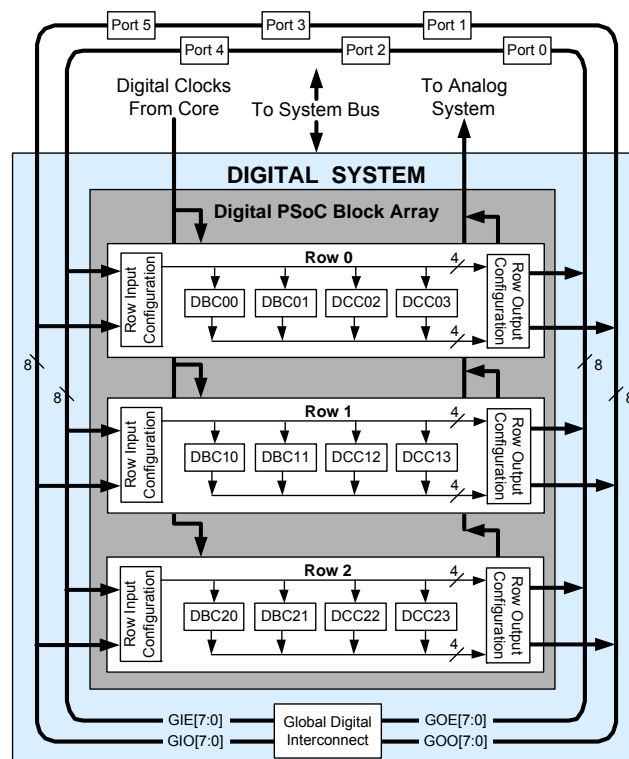 Port 5
Port 3
Port 1
Port 4
Port 2
Port 0
Digital Clocks
From Core
To System Bus
To Analog
System
DIGITAL SYSTEM
Digital PSoC Block Array
Row 0
4
Row Input
Configuration
DBC00
DBC01
DCC02
DCC03
4
Row Output
Configuration
8
8
8
8
Row 1
4
Row Input
Configuration
DBC10
DBC11
DCC12
DCC13
4
Row Output
Configuration
Row 2
4
Row Input
Configuration
DBC20
DBC21
DCC22
DCC23
4
Row Output
Configuration
GIE[7:0]
GIO[7:0]
Global Digital
Interconnect
GOE[7:0]
GOO[7:0]